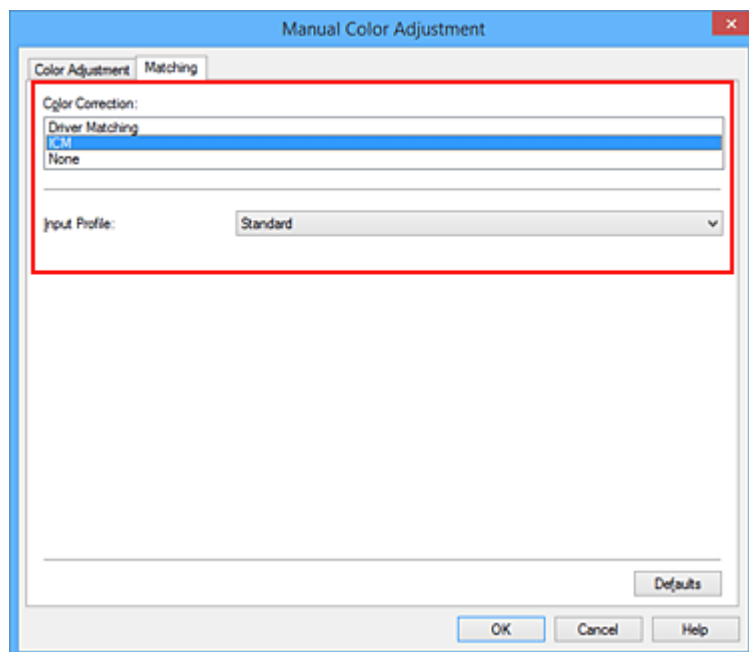 Manual Color Adjustment
Color Adjustment Matching
Color Correction:
Driver Matching
ICM
None
Input Profile: Standard
Defaults
OK Cancel Help